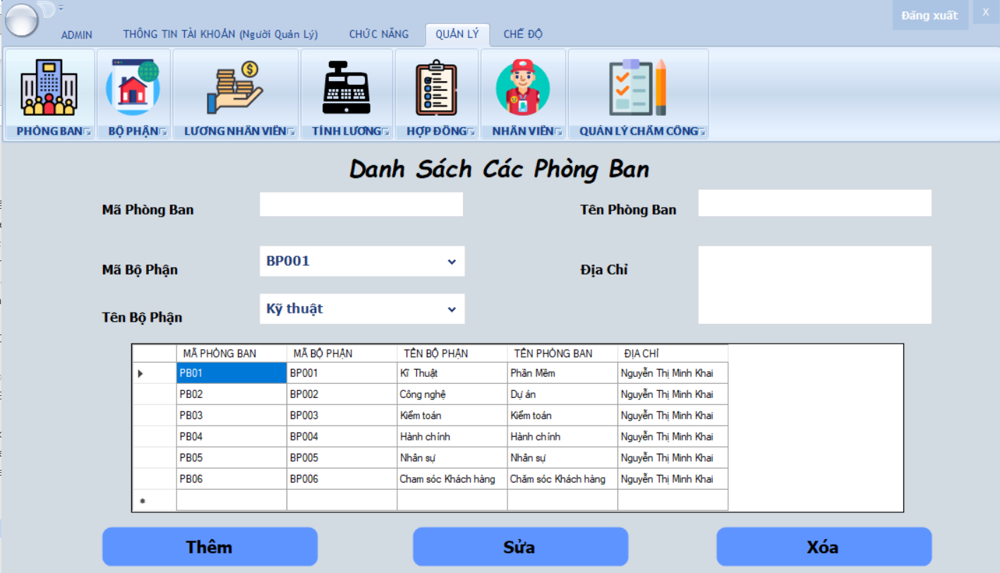 Đăng xuất X
ADMIN THÔNG TIN TÀI KHOẢN (Người Quản Lý) CHỨC NĂNG QUẢN LÝ CHẾ ĐỘ
PHÒNG BAN BỘ PHẬN LƯƠNG NHÂN VIÊN TÍNH LƯƠNG HỢP ĐỒNG NHÂN VIÊN QUẢN LÝ CHẤM CÔNG
Danh Sách Các Phòng Ban
Mã Phòng Ban Tên Phòng Ban
Mã Bộ Phận BP001 Địa Chỉ
Tên Bộ Phận Kỹ thuật
MÃ PHÒNG BAN MÃ BỘ PHẬN TÊN BỘ PHẬN TÊN PHÒNG BAN ĐỊA CHỈ
PB01 BP001 Kĩ Thuật Phần Mềm Nguyễn Thị Minh Khai
PB02 BP002 Công nghệ Dự án Nguyễn Thị Minh Khai
PB03 BP003 Kiểm toán Kiểm toán Nguyễn Thị Minh Khai
PB04 BP004 Hành chính Hành chính Nguyễn Thị Minh Khai
PB05 BP005 Nhân sự Nhân sự Nguyễn Thị Minh Khai
PB06 BP006 Cham sóc Khách hàng Chăm sóc Khách hàng Nguyễn Thị Minh Khai
Thêm Sửa Xóa